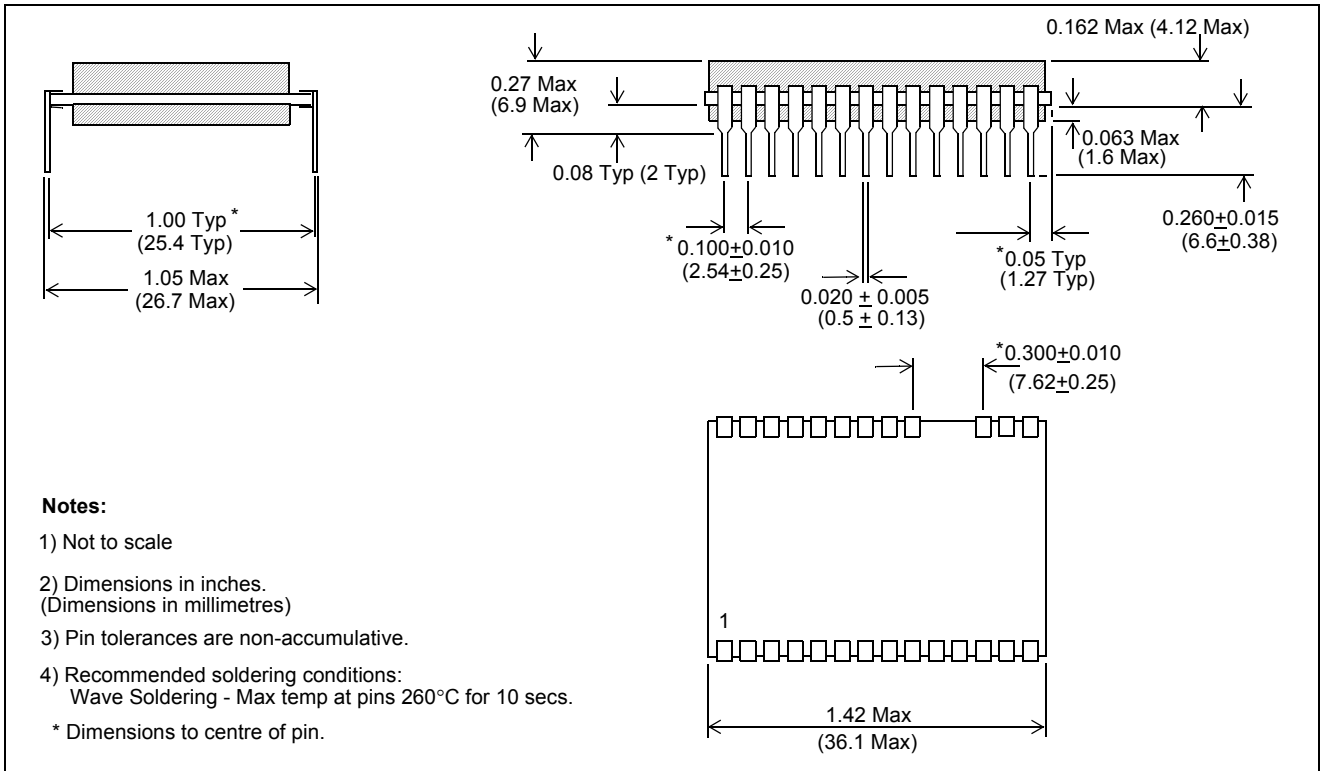 0.162 Max (4.12 Max)
0.27 Max
(6.9 Max)
0.063 Max
(1.6 Max)
0.08 Typ (2 Typ)
1.00 Typ *
(25.4 Typ)
1.05 Max
(26.7 Max)
* 0.100±0.010
(2.54±0.25)
0.020 ± 0.005
(0.5 ± 0.13)
*0.05 Typ
(1.27 Typ)
0.260±0.015
(6.6±0.38)
*0.300±0.010
(7.62±0.25)
Notes:
1) Not to scale
2) Dimensions in inches.
(Dimensions in millimetres)
3) Pin tolerances are non-accumulative.
4) Recommended soldering conditions:
Wave Soldering - Max temp at pins 260°C for 10 secs.
* Dimensions to centre of pin.
1
1.42 Max
(36.1 Max)